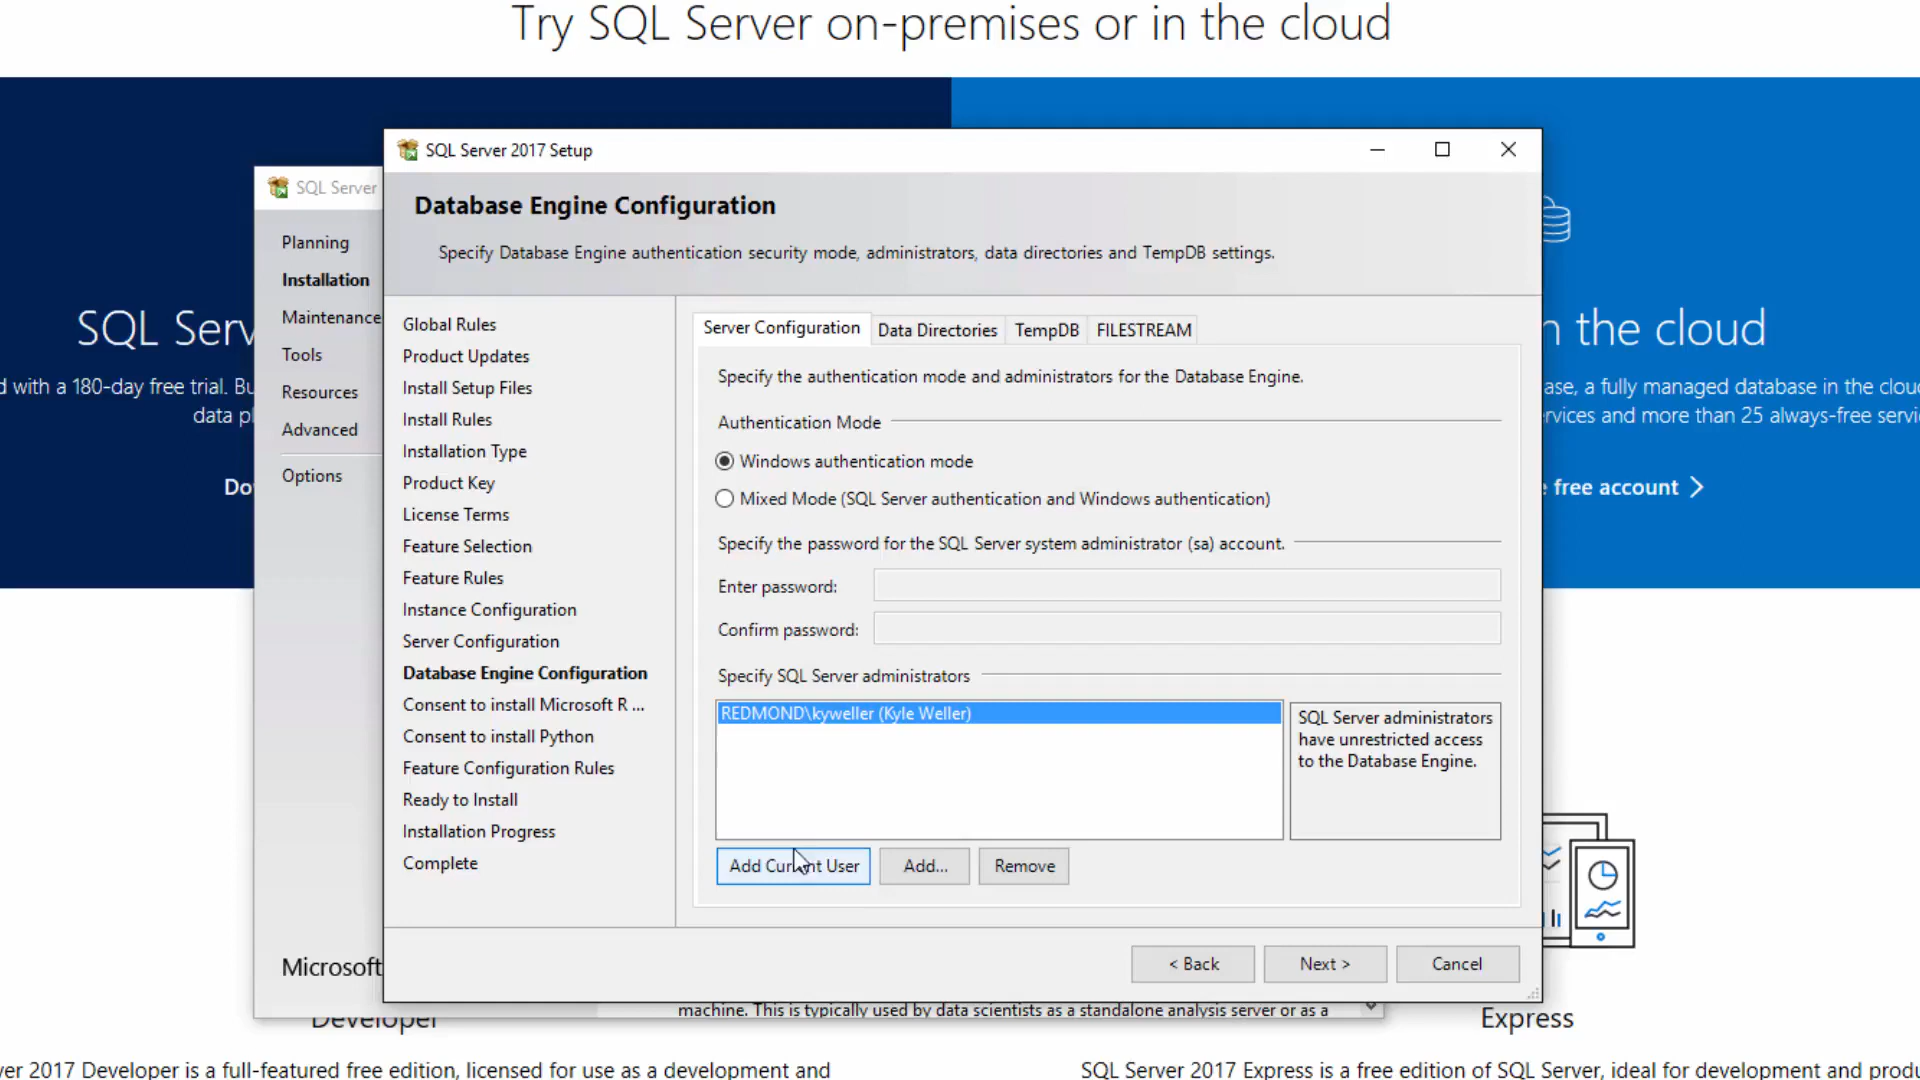 Try SQL Server on-premises or in the cloud
SQL Server 2017 Setup
SQL Server
Database Engine Configuration
Specify Database Engine authentication security mode, administrators, data directories and TempDB settings.
Planning
Installation
Maintenance
Tools
Resources
Advanced
Options
Microsoft
SQL Serv
d with a 180-day free trial. Bu
data pl
Do
Global Rules
Product Updates
Install Setup Files
Install Rules
Installation Type
Product Key
License Terms
Feature Selection
Feature Rules
Instance Configuration
Server Configuration
Database Engine Configuration
Consent to install Microsoft R ...
Consent to install Python
Feature Configuration Rules
Ready to Install
Installation Progress
Complete
Server Configuration Data Directories TempDB FILESTREAM
Specify the authentication mode and administrators for the Database Engine.
Authentication Mode
Windows authentication mode
Mixed Mode (SQL Server authentication and Windows authentication)
Specify the password for the SQL Server system administrator (sa) account.
Enter password:
Confirm password:
Specify SQL Server administrators
REDMOND\kyweller (Kyle Weller)
SQL Server administrators
have unrestricted access
to the Database Engine.
Add Current User Add... Remove
< Back Next > Cancel
n the cloud
ase, a fully managed database in the cloud
ervices and more than 25 always-free servi
e free account
machine. This is typically used by data scientists as a standalone analysis server or as a
Developer
Express
ver 2017 Developer is a full-featured free edition, licensed for use as a development and
SQL Server 2017 Express is a free edition of SQL Server, ideal for development and produ